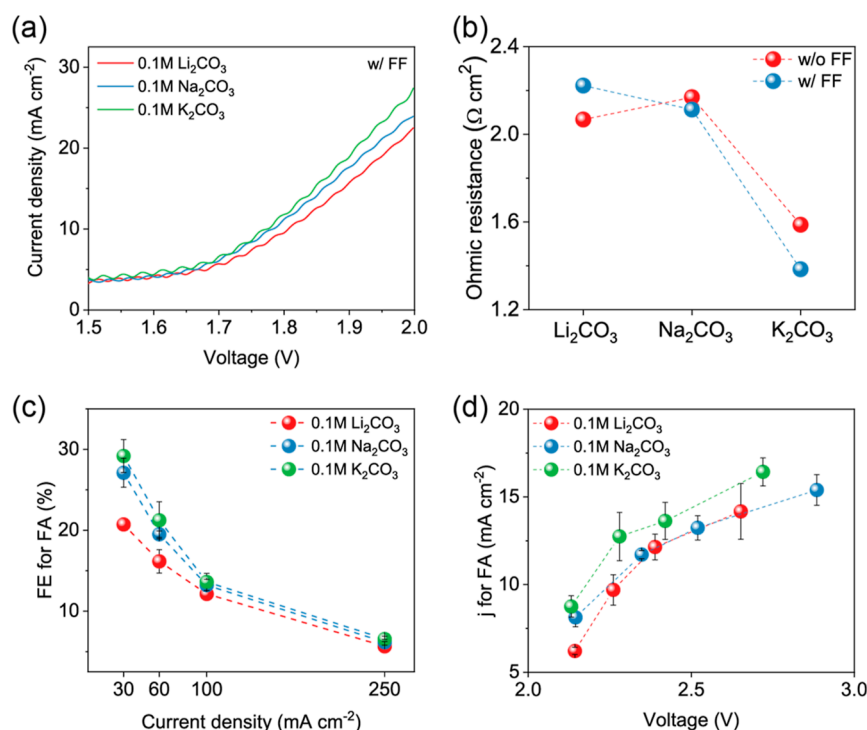 (a)
Current density (mA cm⁻²)
30
20
10
0
0.1M Li₂CO₃
0.1M Na₂CO₃
0.1M K₂CO₃
w/ FF
1.5 1.6 1.7 1.8 1.9 2.0
Voltage (V)
(b)
Ohmic resistance (Ω cm²)
2.4
2.0
1.6
1.2
w/o FF
w/ FF
Li₂CO₃ Na₂CO₃ K₂CO₃
(c)
FE for FA (%)
30
20
10
0.1M Li₂CO₃
0.1M Na₂CO₃
0.1M K₂CO₃
30 60 100 250
Current density (mA cm⁻²)
(d)
j for FA (mA cm⁻²)
20
15
10
5
0.1M Li₂CO₃
0.1M Na₂CO₃
0.1M K₂CO₃
2.0 2.5 3.0
Voltage (V)